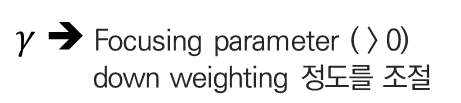 γ → Focusing parameter ( > 0)
down weighting 정도를 조절